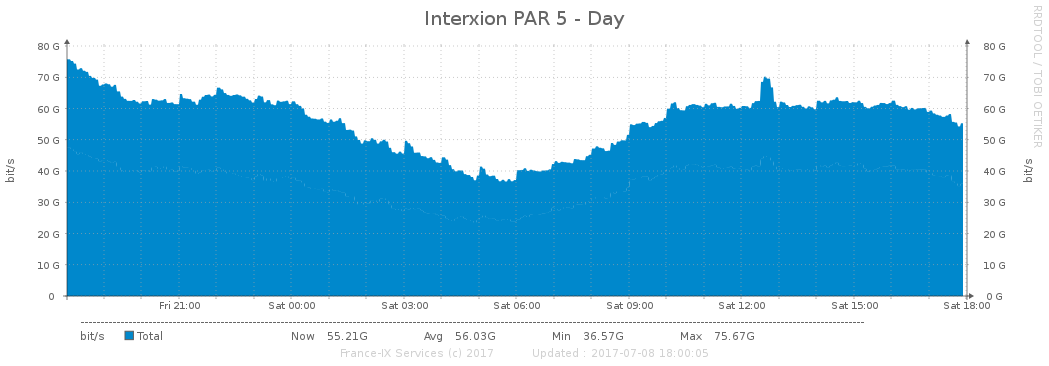 Interxion PAR 5 - Day
RRDTOOL / TOBI OETIKER
bit/s
80 G
70 G
60 G
50 G
40 G
30 G
20 G
10 G
0
80 G
70 G
60 G
50 G
40 G
30 G
20 G
10 G
0 G
bit/s
Fri 21:00 Sat 00:00 Sat 03:00 Sat 06:00 Sat 09:00 Sat 12:00 Sat 15:00 Sat 18:00
bit/s Total Now 55.21G Avg 56.03G Min 36.57G Max 75.67G
France-IX Services (c) 2017 Updated : 2017-07-08 18:00:05